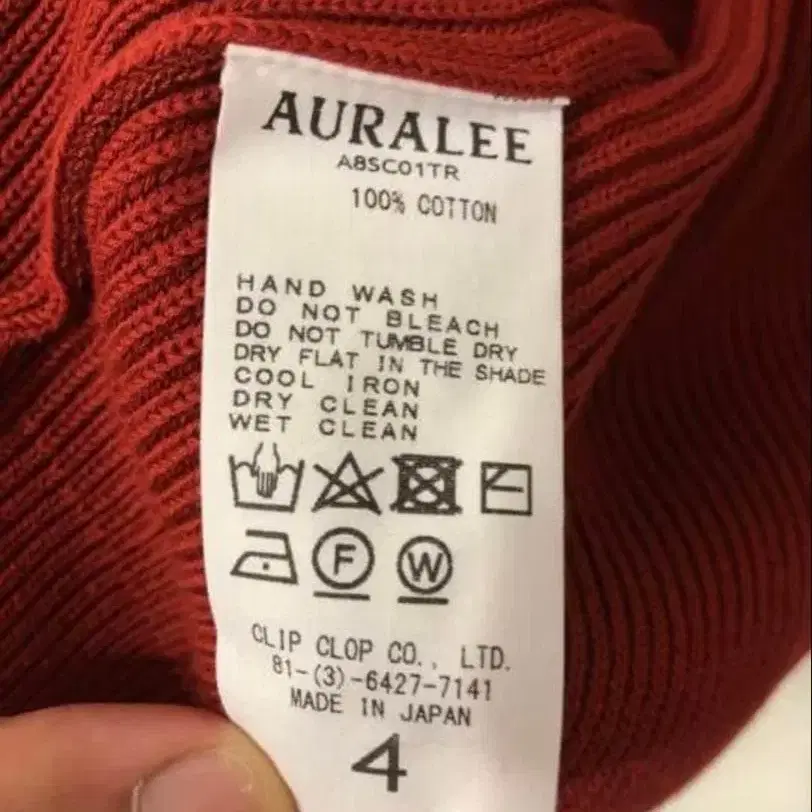 AURALEE
A8SC01TR
100% COTTON
HAND WASH
DO NOT BLEACH
DO NOT TUMBLE DRY
DRY FLAT IN THE SHADE
COOL IRON
DRY CLEAN
WET CLEAN
F W
CLIP CLOP CO., LTD.
81-(3)-6427-7141
MADE IN JAPAN
4